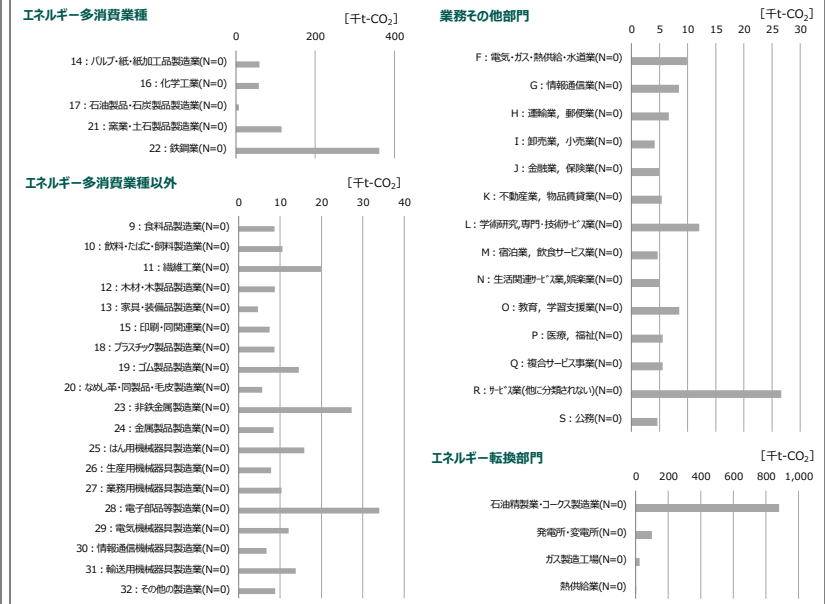 エネルギー多消費業種
[千t-CO₂]
0 200 400
14：パルプ・紙・紙加工品製造業(N=0)
16：化学工業(N=0)
17：石油製品・石炭製品製造業(N=0)
21：窯業・土石製品製造業(N=0)
22：鉄鋼業(N=0)
エネルギー多消費業種以外
[千t-CO₂]
0 10 20 30 40
9：食料品製造業(N=0)
10：飲料・たばこ・飼料製造業(N=0)
11：繊維工業(N=0)
12：木材・木製品製造業(N=0)
13：家具・装備品製造業(N=0)
15：印刷・同関連業(N=0)
18：プラスチック製品製造業(N=0)
19：ゴム製品製造業(N=0)
20：なめし革・同製品・毛皮製造業(N=0)
23：非鉄金属製造業(N=0)
24：金属製品製造業(N=0)
25：はん用機械器具製造業(N=0)
26：生産用機械器具製造業(N=0)
27：業務用機械器具製造業(N=0)
28：電子部品等製造業(N=0)
29：電気機械器具製造業(N=0)
30：情報通信機械器具製造業(N=0)
31：輸送用機械器具製造業(N=0)
32：その他の製造業(N=0)
業務その他部門
[千t-CO₂]
0 5 10 15 20 25 30
F：電気・ガス・熱供給・水道業(N=0)
G：情報通信業(N=0)
H：運輸業，郵便業(N=0)
I：卸売業，小売業(N=0)
J：金融業，保険業(N=0)
K：不動産業，物品賃貸業(N=0)
L：学術研究,専門・技術ｻｰﾋﾞｽ業(N=0)
M：宿泊業，飲食サービス業(N=0)
N：生活関連ｻｰﾋﾞｽ業,娯楽業(N=0)
O：教育，学習支援業(N=0)
P：医療，福祉(N=0)
Q：複合サービス事業(N=0)
R：ｻｰﾋﾞｽ業(他に分類されない)(N=0)
S：公務(N=0)
エネルギー転換部門
[千t-CO₂]
0 200 400 600 800 1,000
石油精製業・コークス製造業(N=0)
発電所・変電所(N=0)
ガス製造工場(N=0)
熱供給業(N=0)